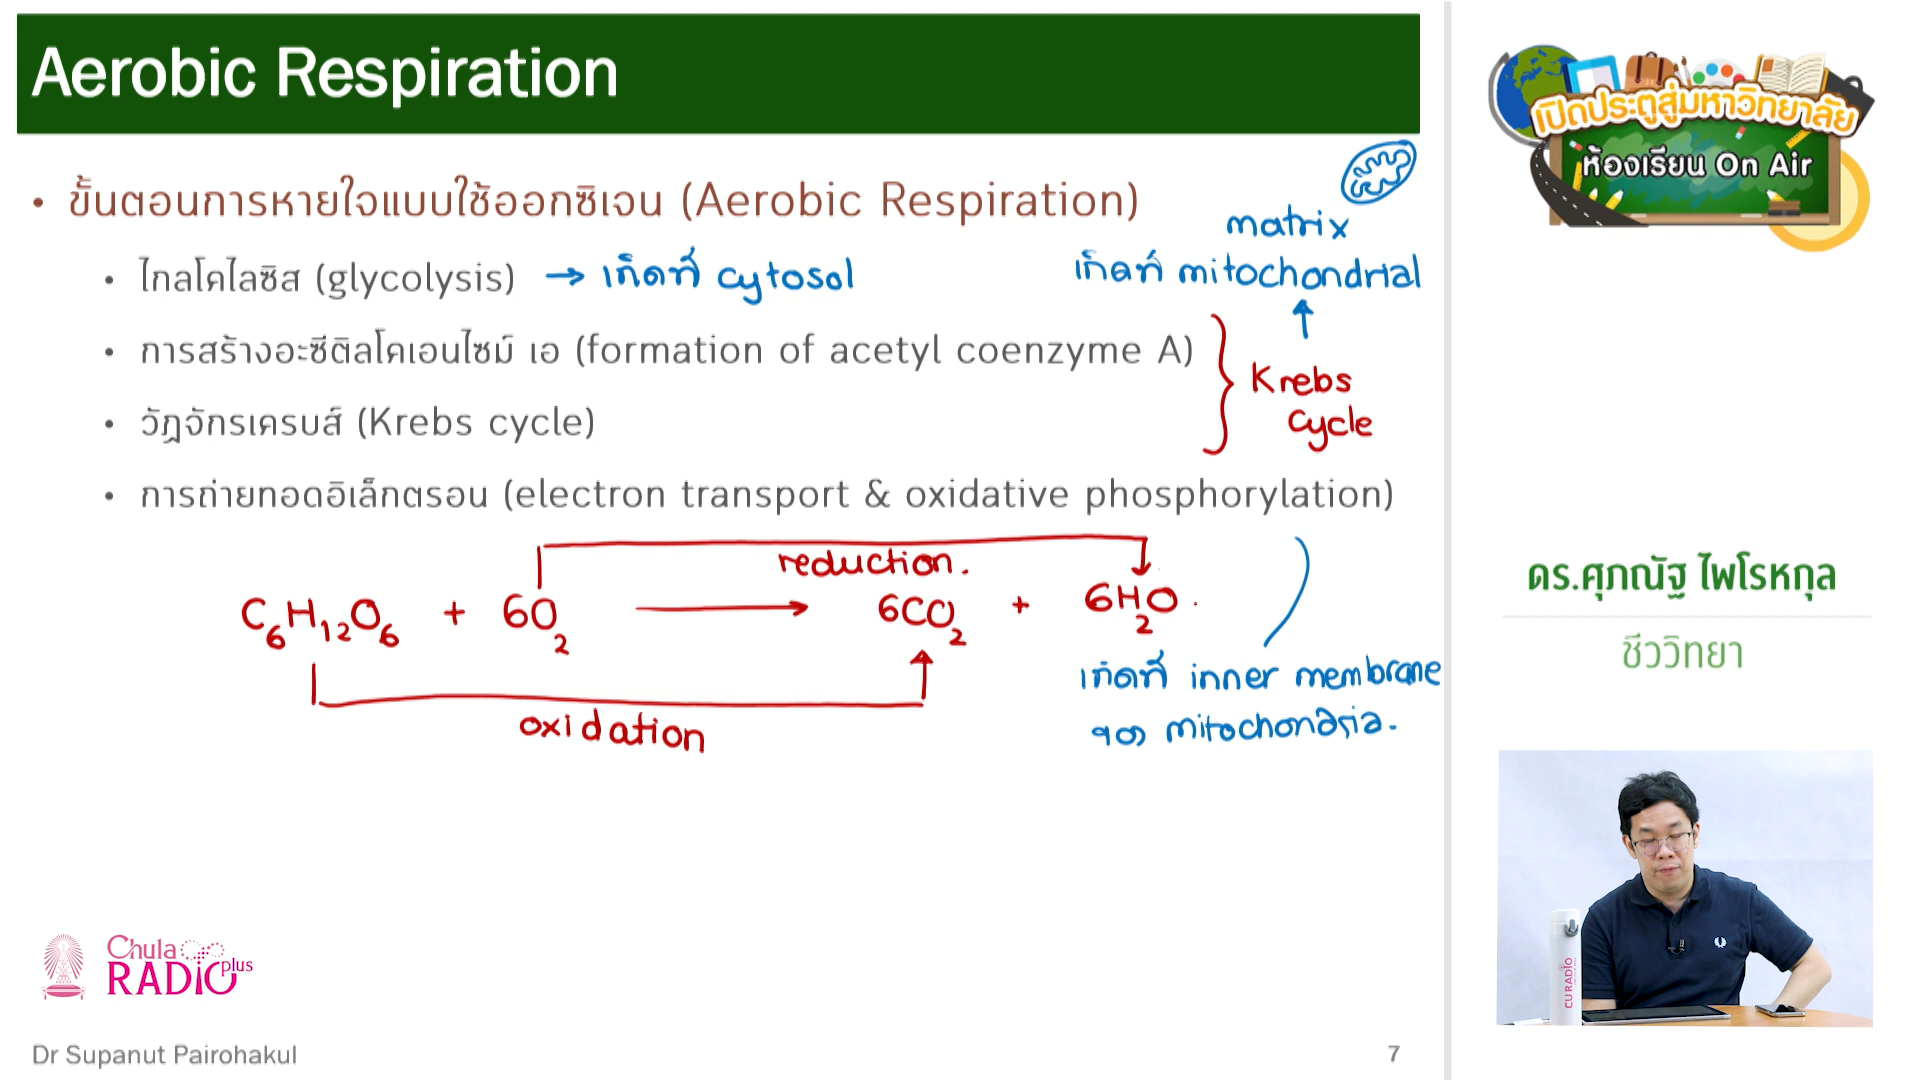 Aerobic Respiration
• ขั้นตอนการหายใจแบบใช้ออกซิเจน (Aerobic Respiration)
• ไกลโคไลซิส (glycolysis) → เกิดที่ cytosol
matrix
เกิดที่ mitochondrial
• การสร้างอะซีติลโคเอนไซม์ เอ (formation of acetyl coenzyme A)
• วัฏจักรเครบส์ (Krebs cycle)
Krebs
Cycle
• การถ่ายทอดอิเล็กตรอน (electron transport & oxidative phosphorylation)
reduction.
C₆H₁₂O₆ + 6O₂ → 6CO₂ + 6H₂O.
oxidation
เกิดที่ inner membrane
ของ mitochondria.
Chula
RADIO plus
Dr Supanut Pairohakul
7
เปิดประตูสู่มหาวิทยาลัย
ห้องเรียน On Air
ดร.ศุภณัฐ ไพโรหกุล
ชีววิทยา
CU RADIO